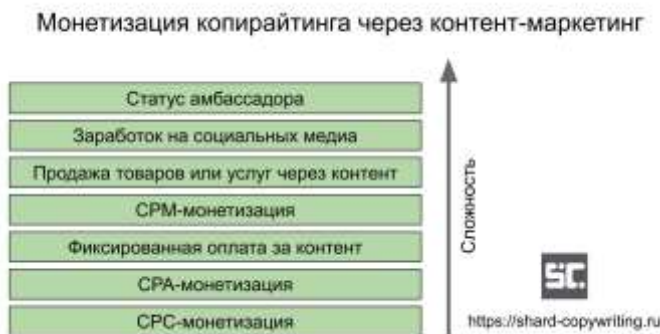 Монетизация копирайтинга через контент-маркетинг
Статус амбассадора
Заработок на социальных медиа
Продажа товаров или услуг через контент
CPM-монетизация
Фиксированная оплата за контент
CPA-монетизация
CPC-монетизация
Сложность
SC.
https://shard-copywriting.ru